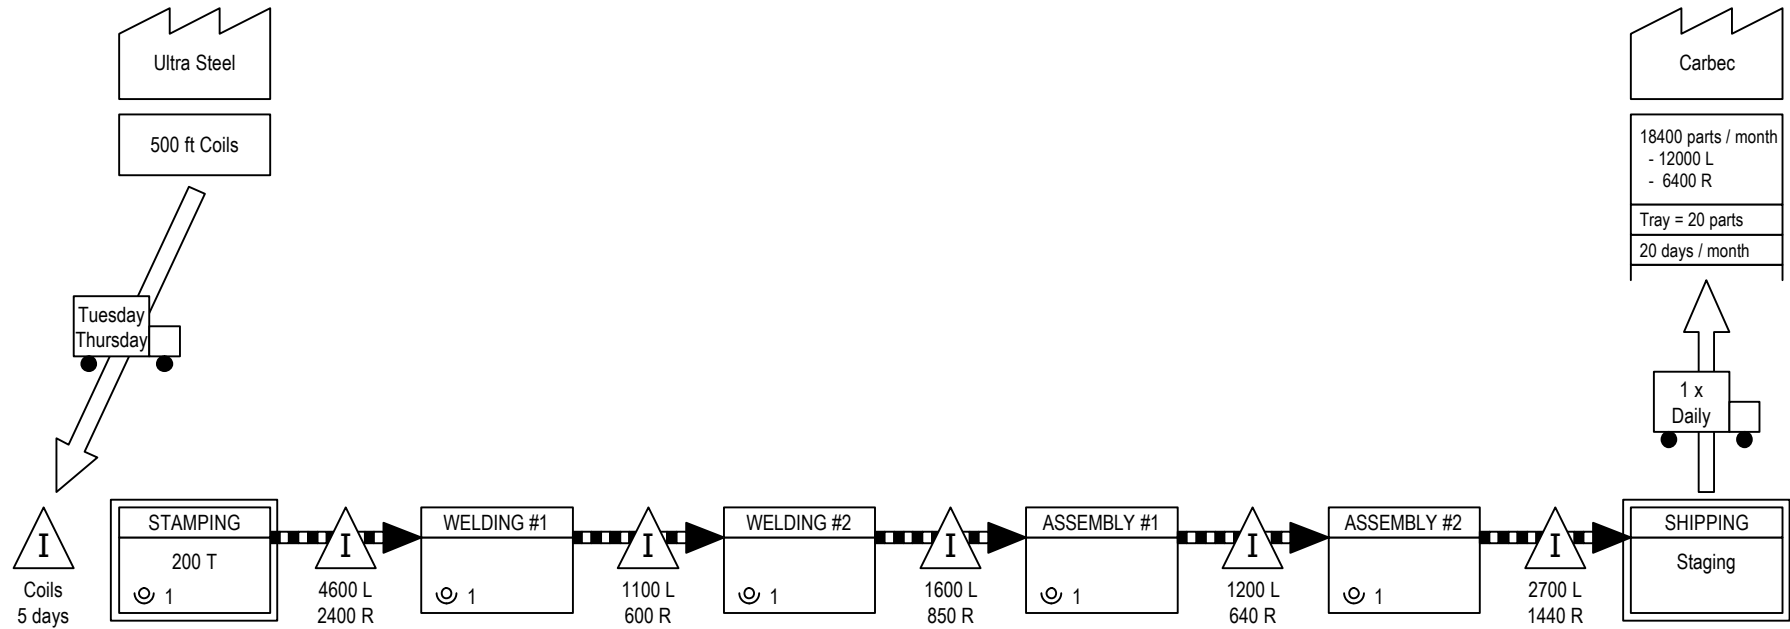 Ultra Steel
500 ft Coils
Tuesday
Thursday
Carbec
18400 parts / month
- 12000 L
- 6400 R
Tray = 20 parts
20 days / month
1 x
Daily
I
Coils
5 days
STAMPING
200 T
1
I
4600 L
2400 R
WELDING #1
1
I
1100 L
600 R
WELDING #2
1
I
1600 L
850 R
ASSEMBLY #1
1
I
1200 L
640 R
ASSEMBLY #2
1
I
2700 L
1440 R
SHIPPING
Staging